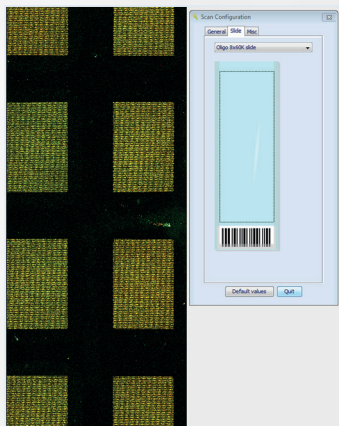 Scan Configuration
General Slide Misc
Oligo 8x60K slide
Default values Quit